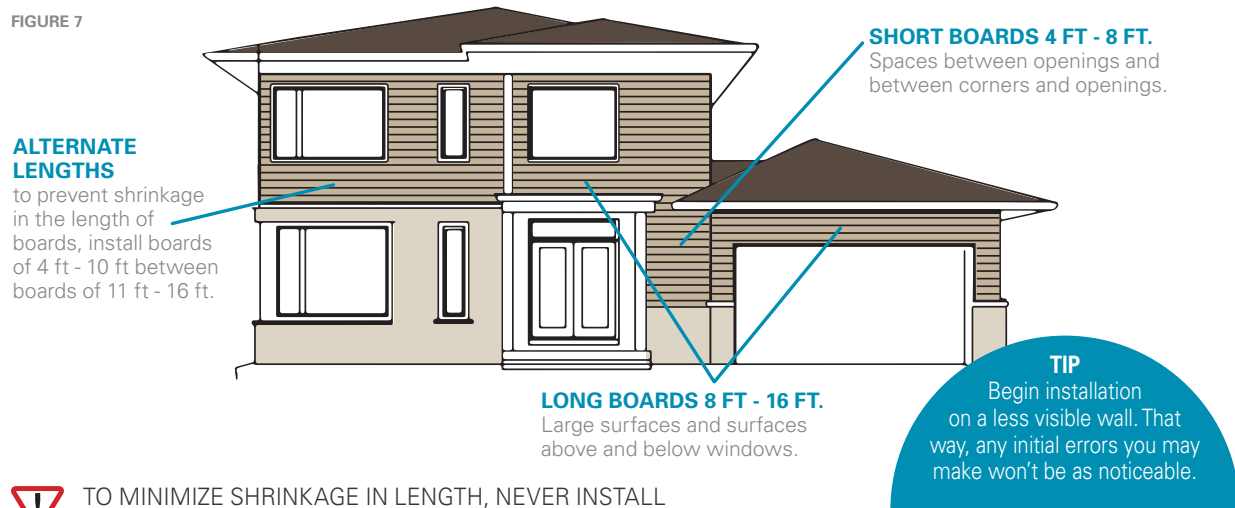 FIGURE 7
SHORT BOARDS 4 FT - 8 FT.
Spaces between openings and
between corners and openings.
ALTERNATE
LENGTHS
to prevent shrinkage
in the length of
boards, install boards
of 4 ft - 10 ft between
boards of 11 ft - 16 ft.
LONG BOARDS 8 FT - 16 FT.
Large surfaces and surfaces
above and below windows.
TIP
Begin installation
on a less visible wall. That
way, any initial errors you may
make won’t be as noticeable.
TO MINIMIZE SHRINKAGE IN LENGTH, NEVER INSTALL